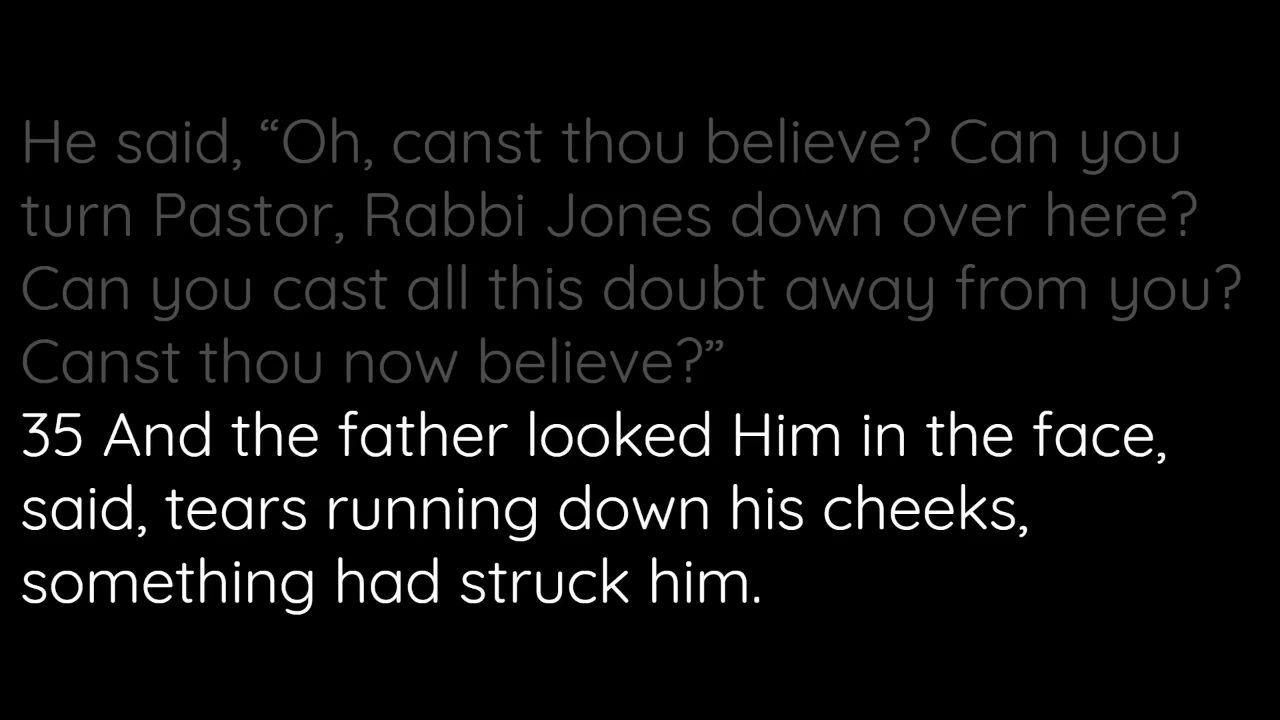 He said, “Oh, canst thou believe? Can you
turn Pastor, Rabbi Jones down over here?
Can you cast all this doubt away from you?
Canst thou now believe?”
35 And the father looked Him in the face,
said, tears running down his cheeks,
something had struck him.